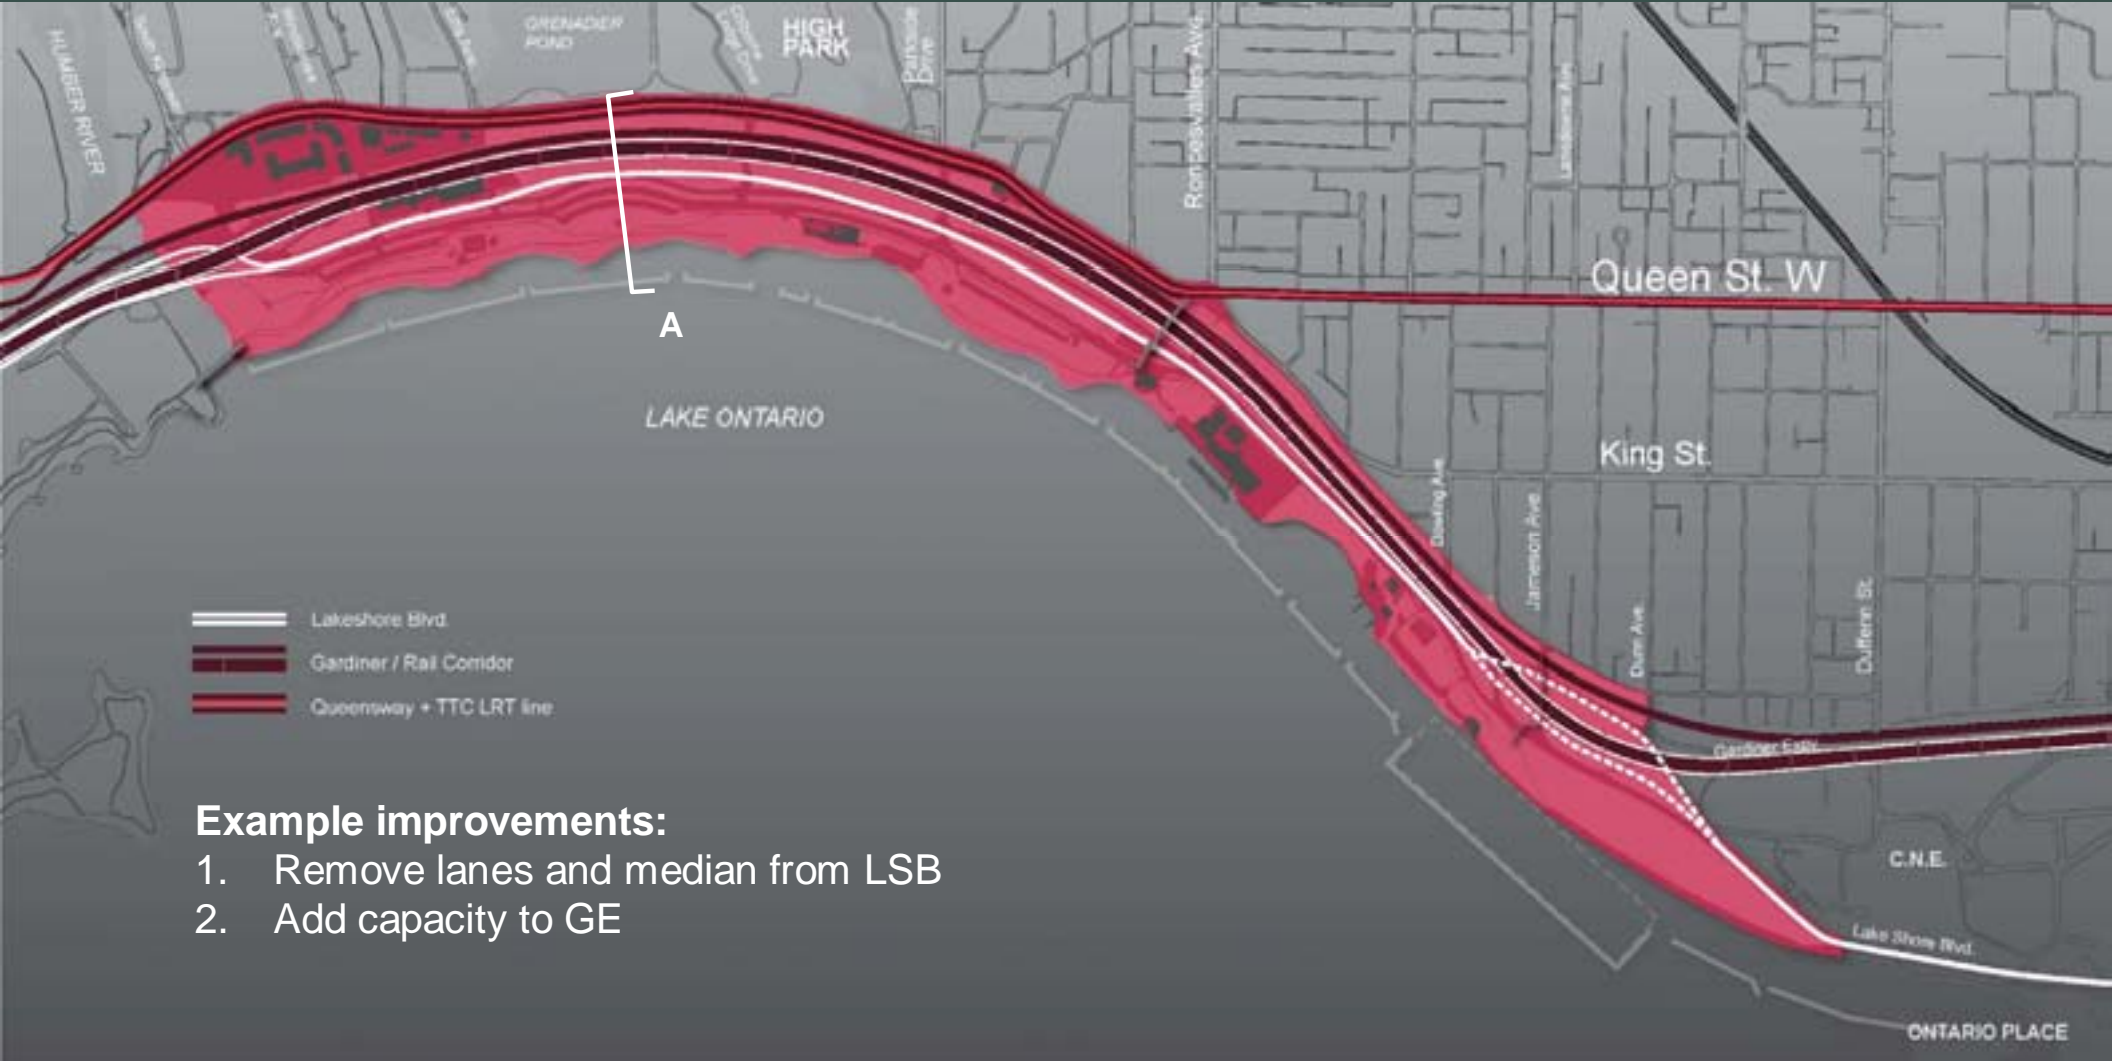 HUMBER RIVER
GRENADIER
POND
HIGH
PARK
Parkside
Drive
Roncesvalles Ave.
Lansdowne Ave.
Queen St. W
A
LAKE ONTARIO
King St.
Dowling Ave.
Jameson Ave.
Dunn Ave.
Dufferin St.
Lakeshore Blvd.
Gardiner / Rail Corridor
Queensway + TTC LRT line
Gardiner Expy.
Example improvements:
1. Remove lanes and median from LSB
2. Add capacity to GE
C.N.E.
Lake Shore Blvd.
ONTARIO PLACE